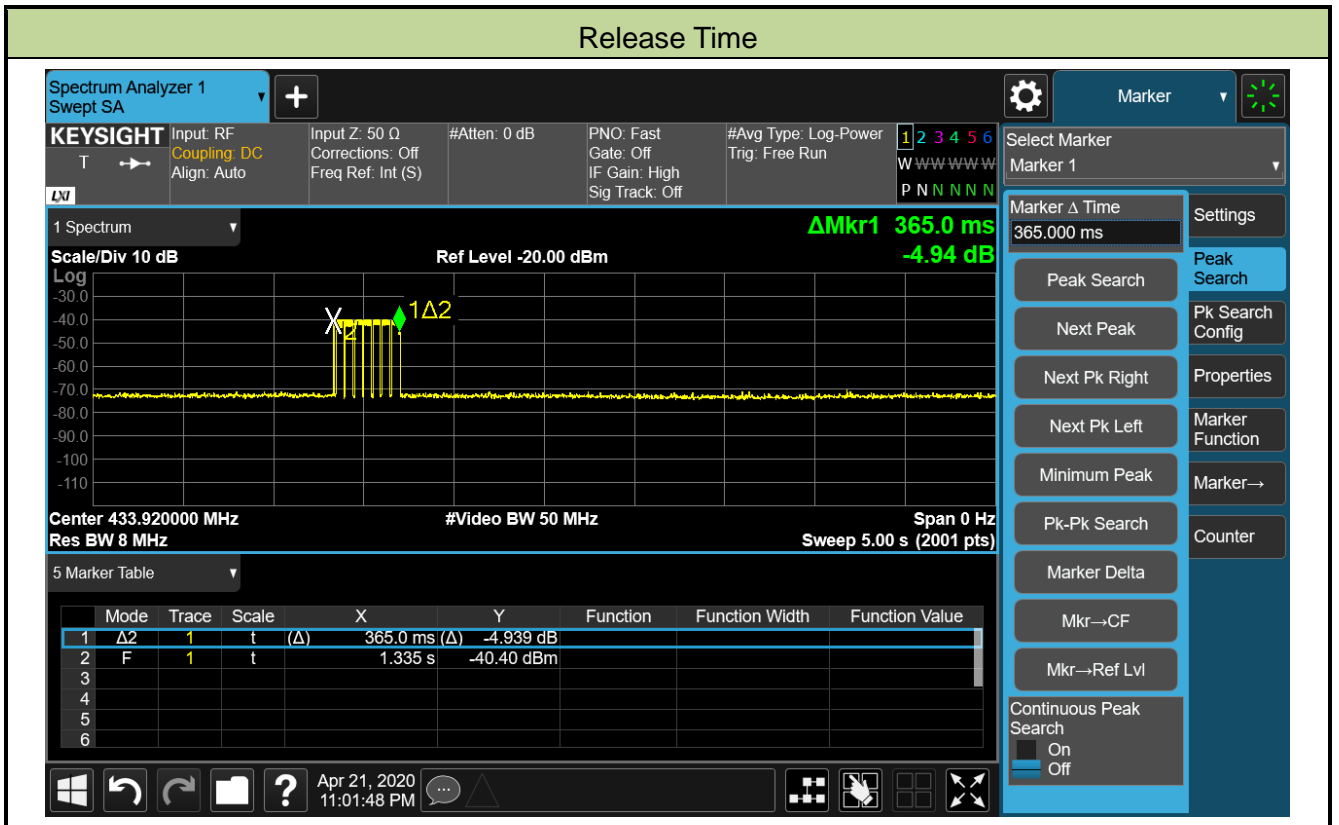 Release Time
Spectrum Analyzer 1
Swept SA
Marker
KEYSIGHT
T
LXI
Input: RF
Coupling: DC
Align: Auto
Input Z: 50 Ω
Corrections: Off
Freq Ref: Int (S)
#Atten: 0 dB
PNO: Fast
Gate: Off
IF Gain: High
Sig Track: Off
#Avg Type: Log-Power
Trig: Free Run
1 2 3 4 5 6
W W W W W W
P N N N N N
Select Marker
Marker 1
1 Spectrum
ΔMkr1 365.0 ms
-4.94 dB
Scale/Div 10 dB
Ref Level -20.00 dBm
Log
-30.0
-40.0
-50.0
-60.0
-70.0
-80.0
-90.0
-100
-110
X
2
1Δ2
Center 433.920000 MHz
#Video BW 50 MHz
Span 0 Hz
Res BW 8 MHz
Sweep 5.00 s (2001 pts)
5 Marker Table
Mode Trace Scale X Y Function Function Width Function Value
1 Δ2 1 t (Δ) 365.0 ms (Δ) -4.939 dB
2 F 1 t 1.335 s -40.40 dBm
3
4
5
6
Marker Δ Time
365.000 ms
Peak Search
Next Peak
Next Pk Right
Next Pk Left
Minimum Peak
Pk-Pk Search
Marker Delta
Mkr→CF
Mkr→Ref Lvl
Continuous Peak
Search
On
Off
Settings
Peak
Search
Pk Search
Config
Properties
Marker
Function
Marker→
Counter
?
Apr 21, 2020
11:01:48 PM